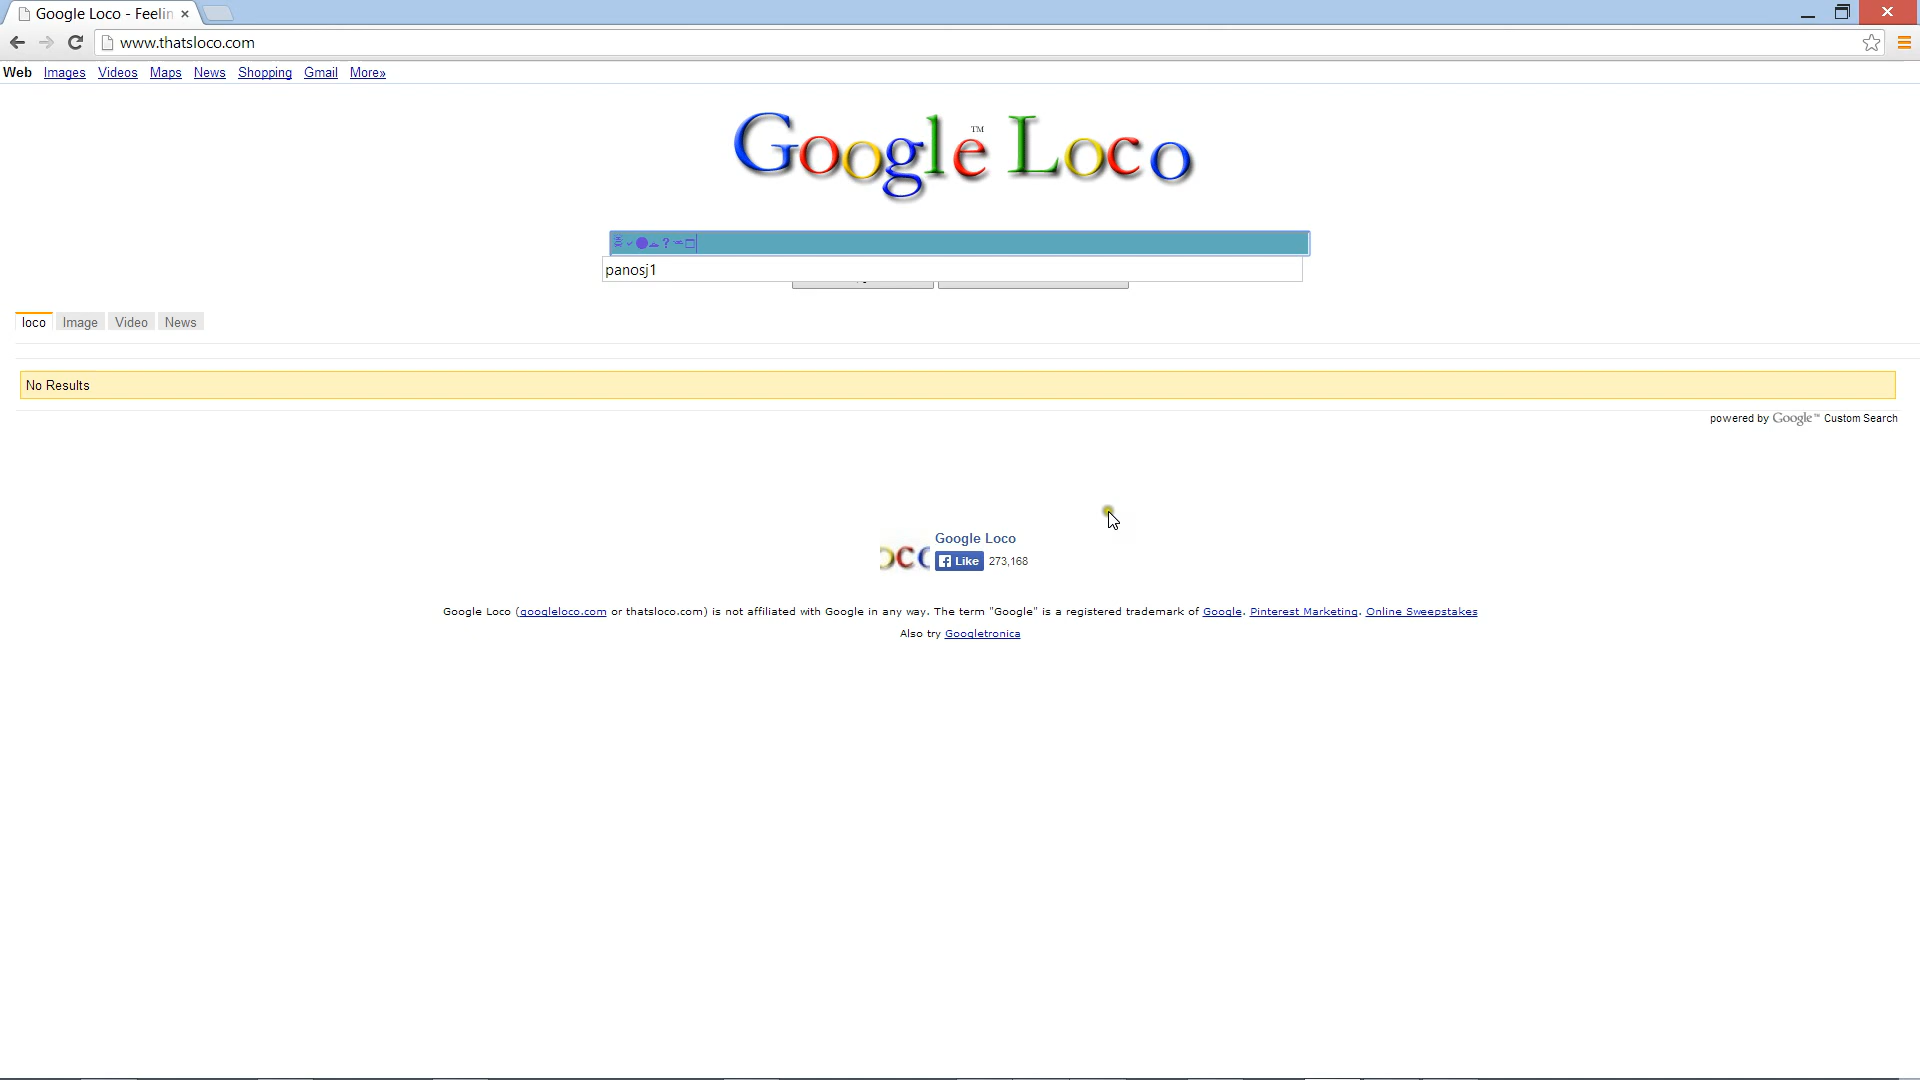 Google Loco - Feelin
www.thatsloco.com
Web Images Videos Maps News Shopping Gmail More»
Google™ Loco
panosj1
loco Image Video News
No Results
powered by Google™ Custom Search
Google Loco
Like 273,168
Google Loco (googleloco.com or thatsloco.com) is not affiliated with Google in any way. The term "Google" is a registered trademark of Google. Pinterest Marketing. Online Sweepstakes
Also try Googletronica